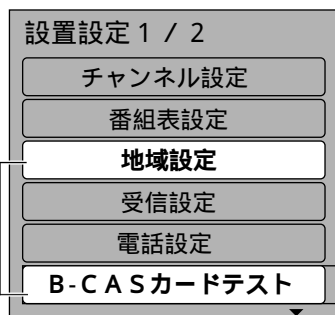 設置設定１／２
チャンネル設定
番組表設定
地域設定
受信設定
電話設定
Ｂ-ＣＡＳカードテスト